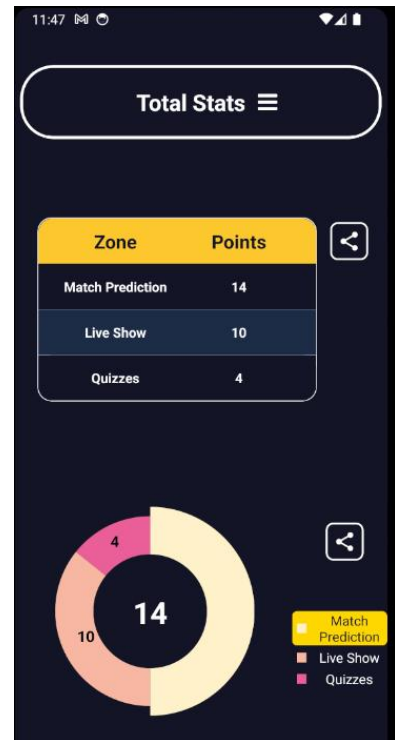 11:47
Total Stats
Zone Points
Match Prediction 14
Live Show 10
Quizzes 4
4
14
10
Match
Prediction
Live Show
Quizzes